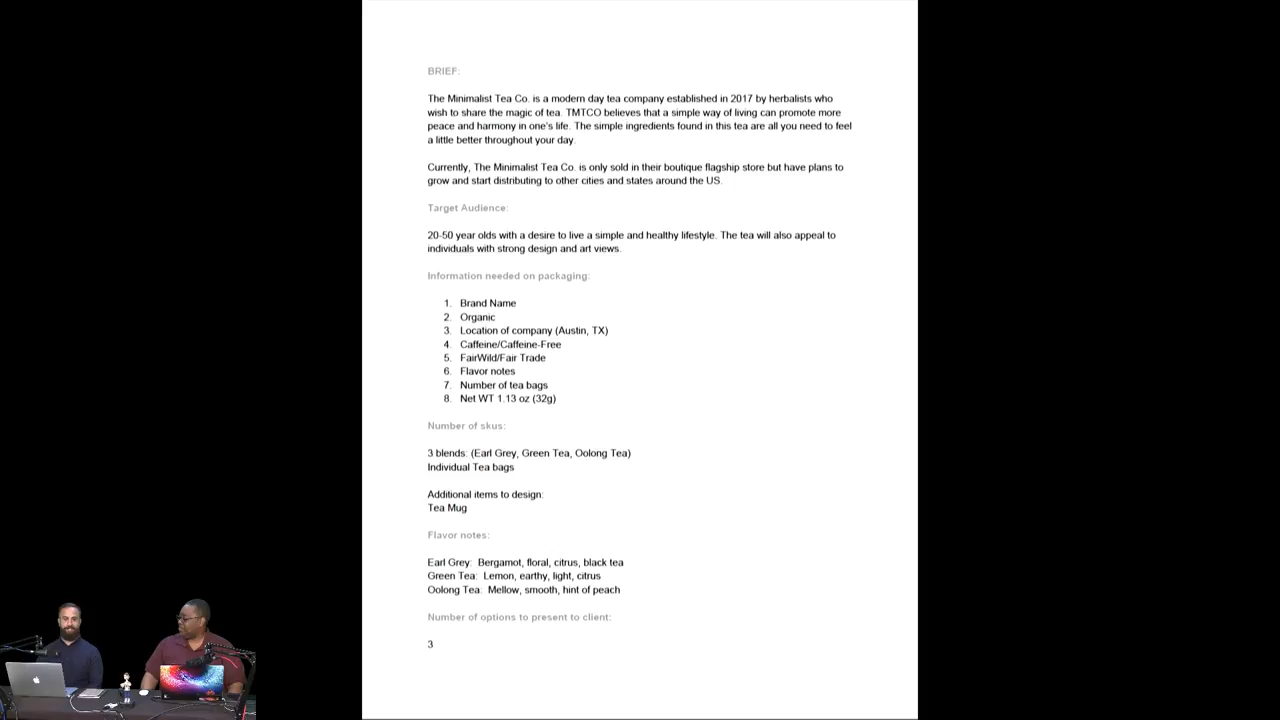 BRIEF:
The Minimalist Tea Co. is a modern day tea company established in 2017 by herbalists who
wish to share the magic of tea. TMTCO believes that a simple way of living can promote more
peace and harmony in one's life. The simple ingredients found in this tea are all you need to feel
a little better throughout your day.
Currently, The Minimalist Tea Co. is only sold in their boutique flagship store but have plans to
grow and start distributing to other cities and states around the US.
Target Audience:
20-50 year olds with a desire to live a simple and healthy lifestyle. The tea will also appeal to
individuals with strong design and art views.
Information needed on packaging:
1. Brand Name
2. Organic
3. Location of company (Austin, TX)
4. Caffeine/Caffeine-Free
5. FairWild/Fair Trade
6. Flavor notes
7. Number of tea bags
8. Net WT 1.13 oz (32g)
Number of skus:
3 blends: (Earl Grey, Green Tea, Oolong Tea)
Individual Tea bags
Additional items to design:
Tea Mug
Flavor notes:
Earl Grey: Bergamot, floral, citrus, black tea
Green Tea: Lemon, earthy, light, citrus
Oolong Tea: Mellow, smooth, hint of peach
Number of options to present to client:
3